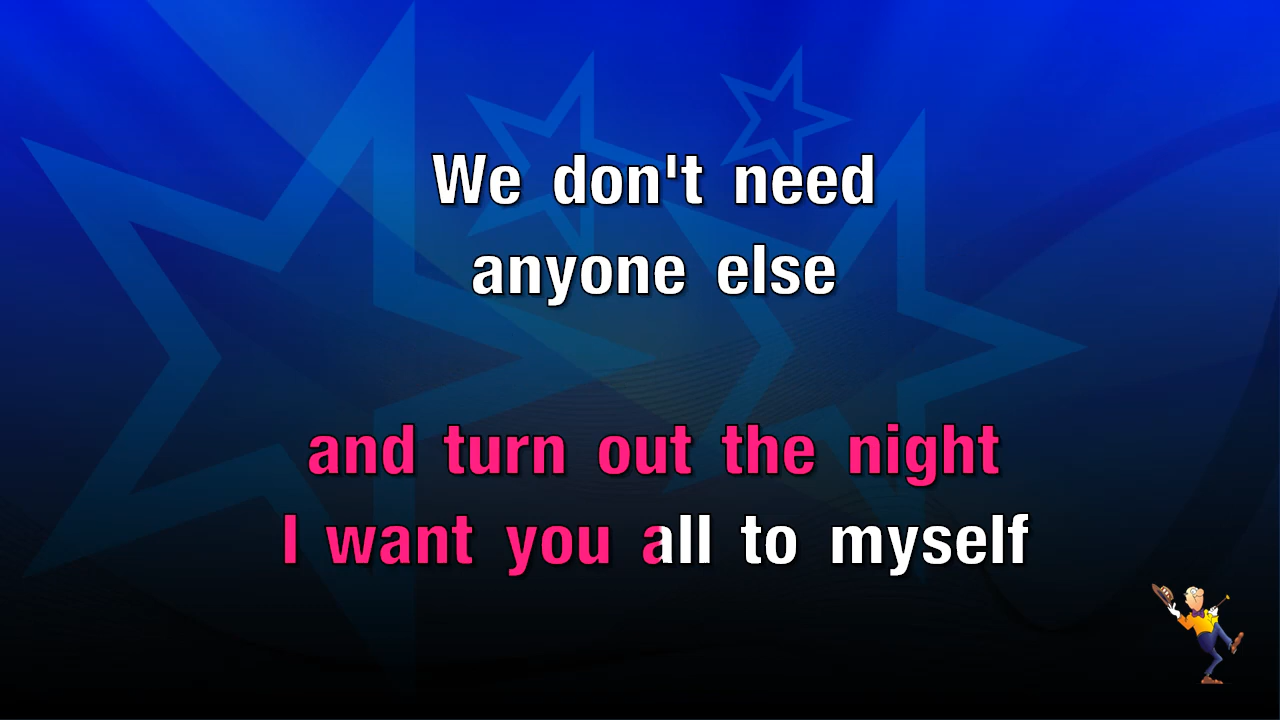 We don't need
anyone else
and turn out the night
I want you all to myself